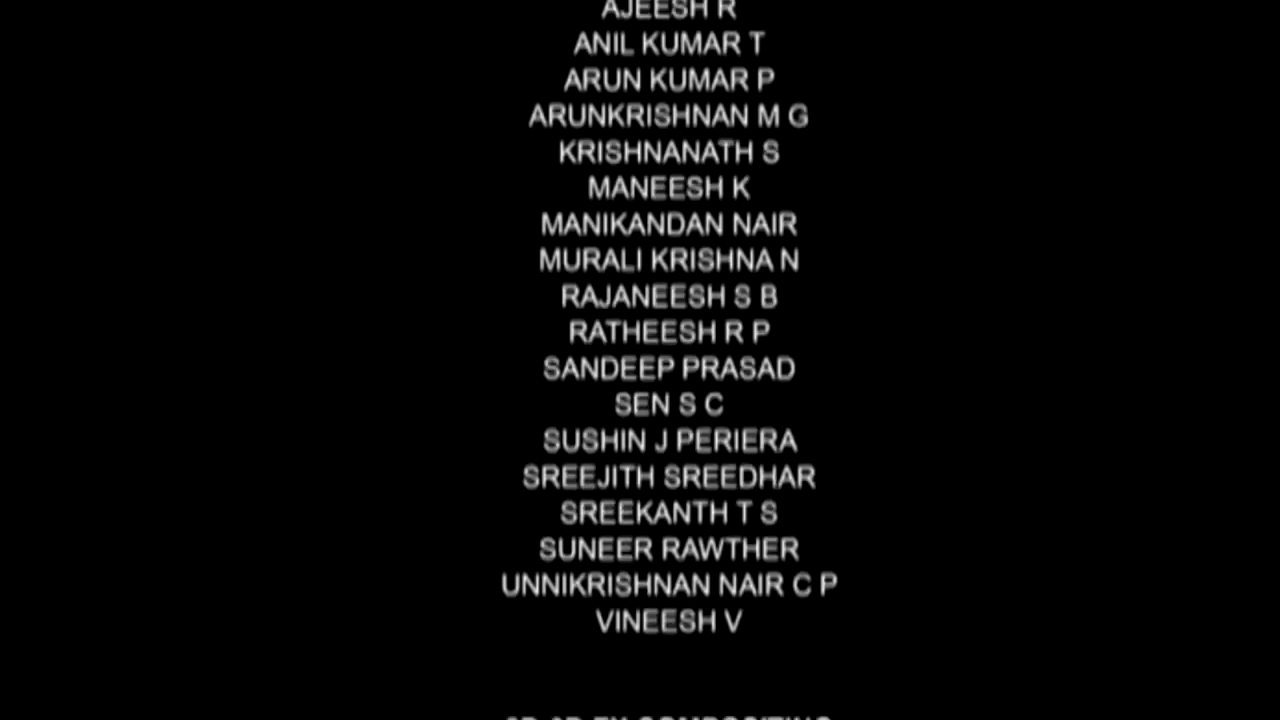 AJEESH R
ANIL KUMAR T
ARUN KUMAR P
ARUNKRISHNAN M G
KRISHNANATH S
MANEESH K
MANIKANDAN NAIR
MURALI KRISHNA N
RAJANEESH S B
RATHEESH R P
SANDEEP PRASAD
SEN S C
SUSHIN J PERIERA
SREEJITH SREEDHAR
SREEKANTH T S
SUNEER RAWTHER
UNNIKRISHNAN NAIR C P
VINEESH V